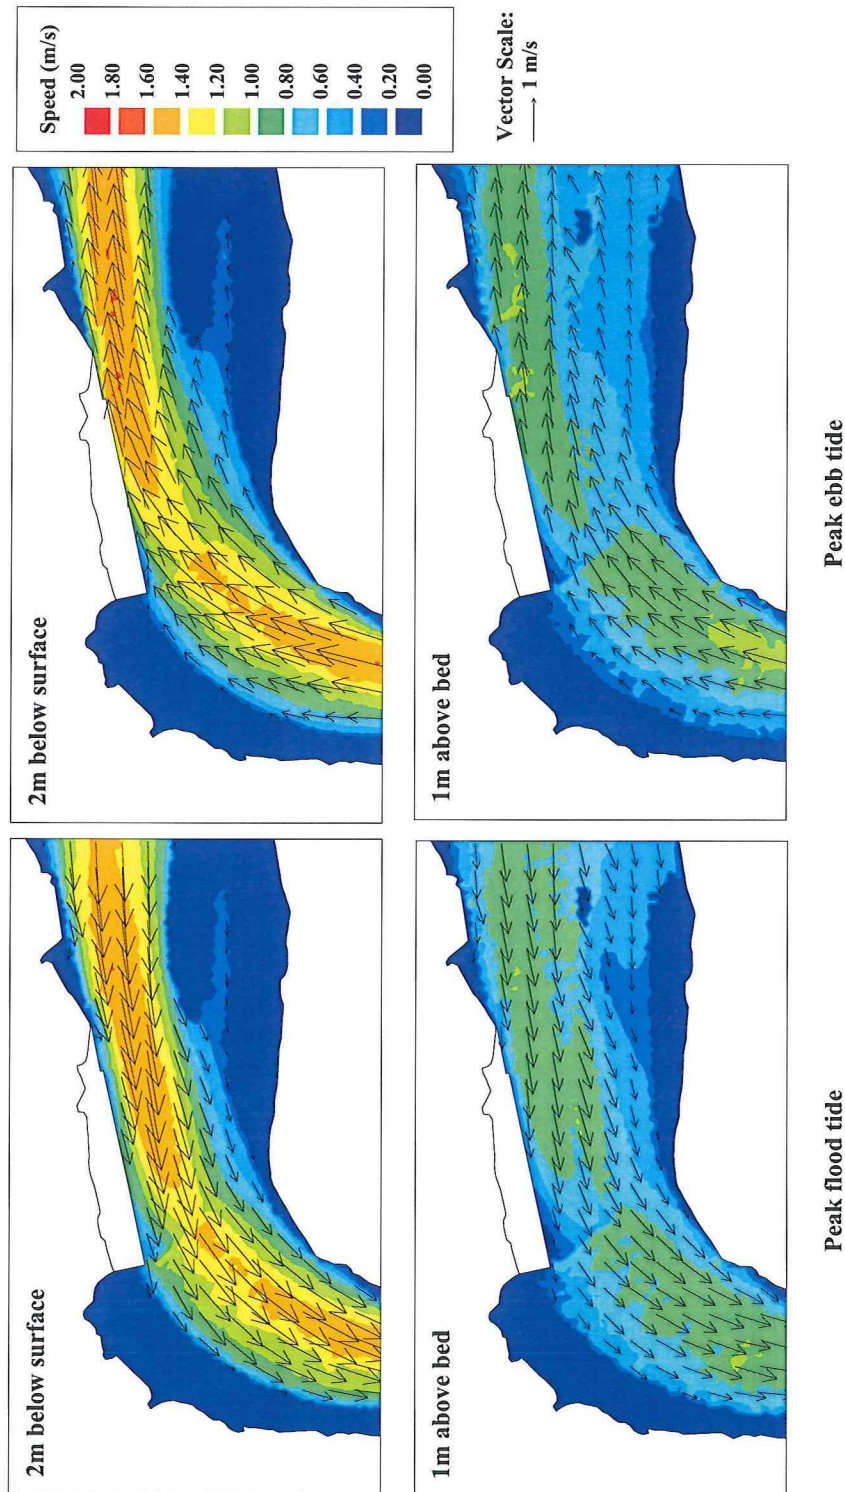 2m below surface
2m below surface
Speed (m/s)
2.00
1.80
1.60
1.40
1.20
1.00
0.80
0.60
0.40
0.20
0.00
1m above bed
1m above bed
Vector Scale:
1 m/s
Peak flood tide
Peak ebb tide